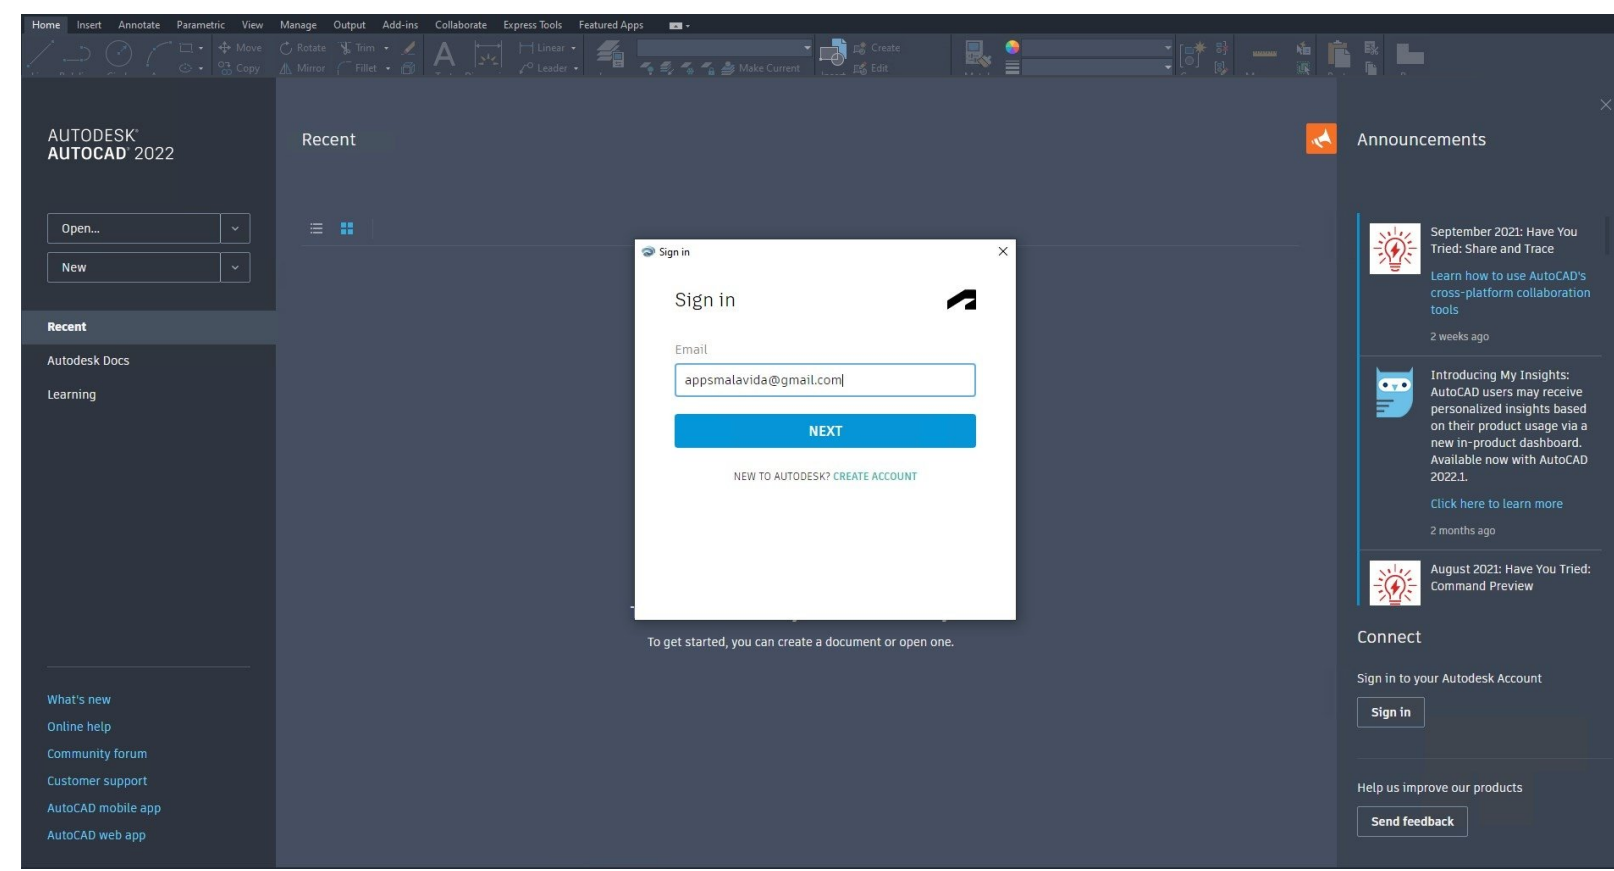 Home Insert Annotate Parametric View Manage Output Add-ins Collaborate Express Tools Featured Apps
Move Rotate Trim Linear Create
Copy Mirror Fillet Leader Make Current Edit
AUTODESK®
AUTOCAD® 2022
Open...
New
Recent
Autodesk Docs
Learning
What's new
Online help
Community forum
Customer support
AutoCAD mobile app
AutoCAD web app
Recent
Sign in
Sign in
Email
appsmalavida@gmail.com
NEXT
NEW TO AUTODESK? CREATE ACCOUNT
To get started, you can create a document or open one.
Announcements
September 2021: Have You
Tried: Share and Trace
Learn how to use AutoCAD's
cross-platform collaboration
tools
2 weeks ago
Introducing My Insights:
AutoCAD users may receive
personalized insights based
on their product usage via a
new in-product dashboard.
Available now with AutoCAD
2022.1.
Click here to learn more
2 months ago
August 2021: Have You Tried:
Command Preview
Connect
Sign in to your Autodesk Account
Sign in
Help us improve our products
Send feedback